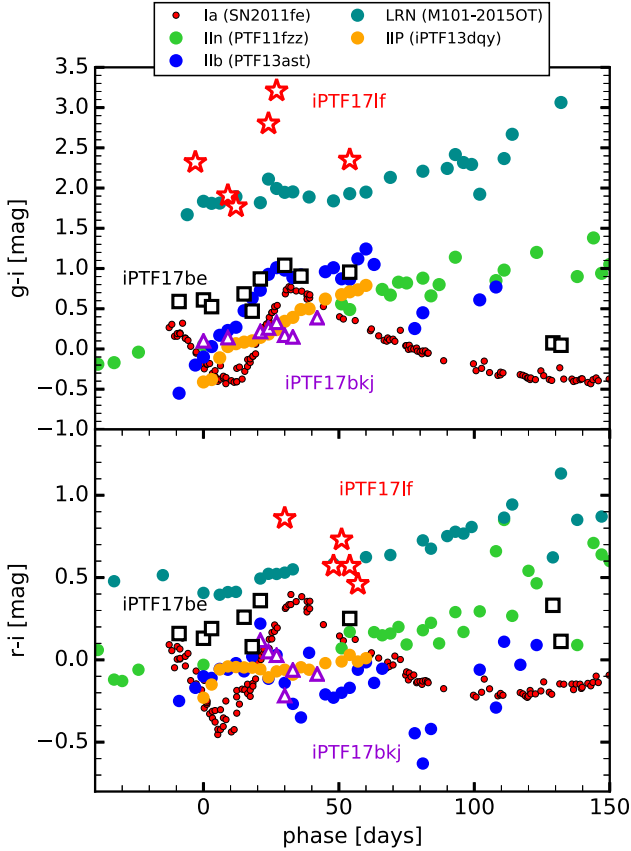 Ia (SN2011fe)
IIn (PTF11fzz)
IIb (PTF13ast)
LRN (M101-2015OT)
IIP (iPTF13dqy)
3.5
3.0
2.5
2.0
1.5
1.0
0.5
0.0
−0.5
−1.0
g-i [mag]
iPTF17lf
iPTF17be
iPTF17bkj
1.0
0.5
0.0
−0.5
r-i [mag]
iPTF17lf
iPTF17be
iPTF17bkj
0
50
100
150
phase [days]